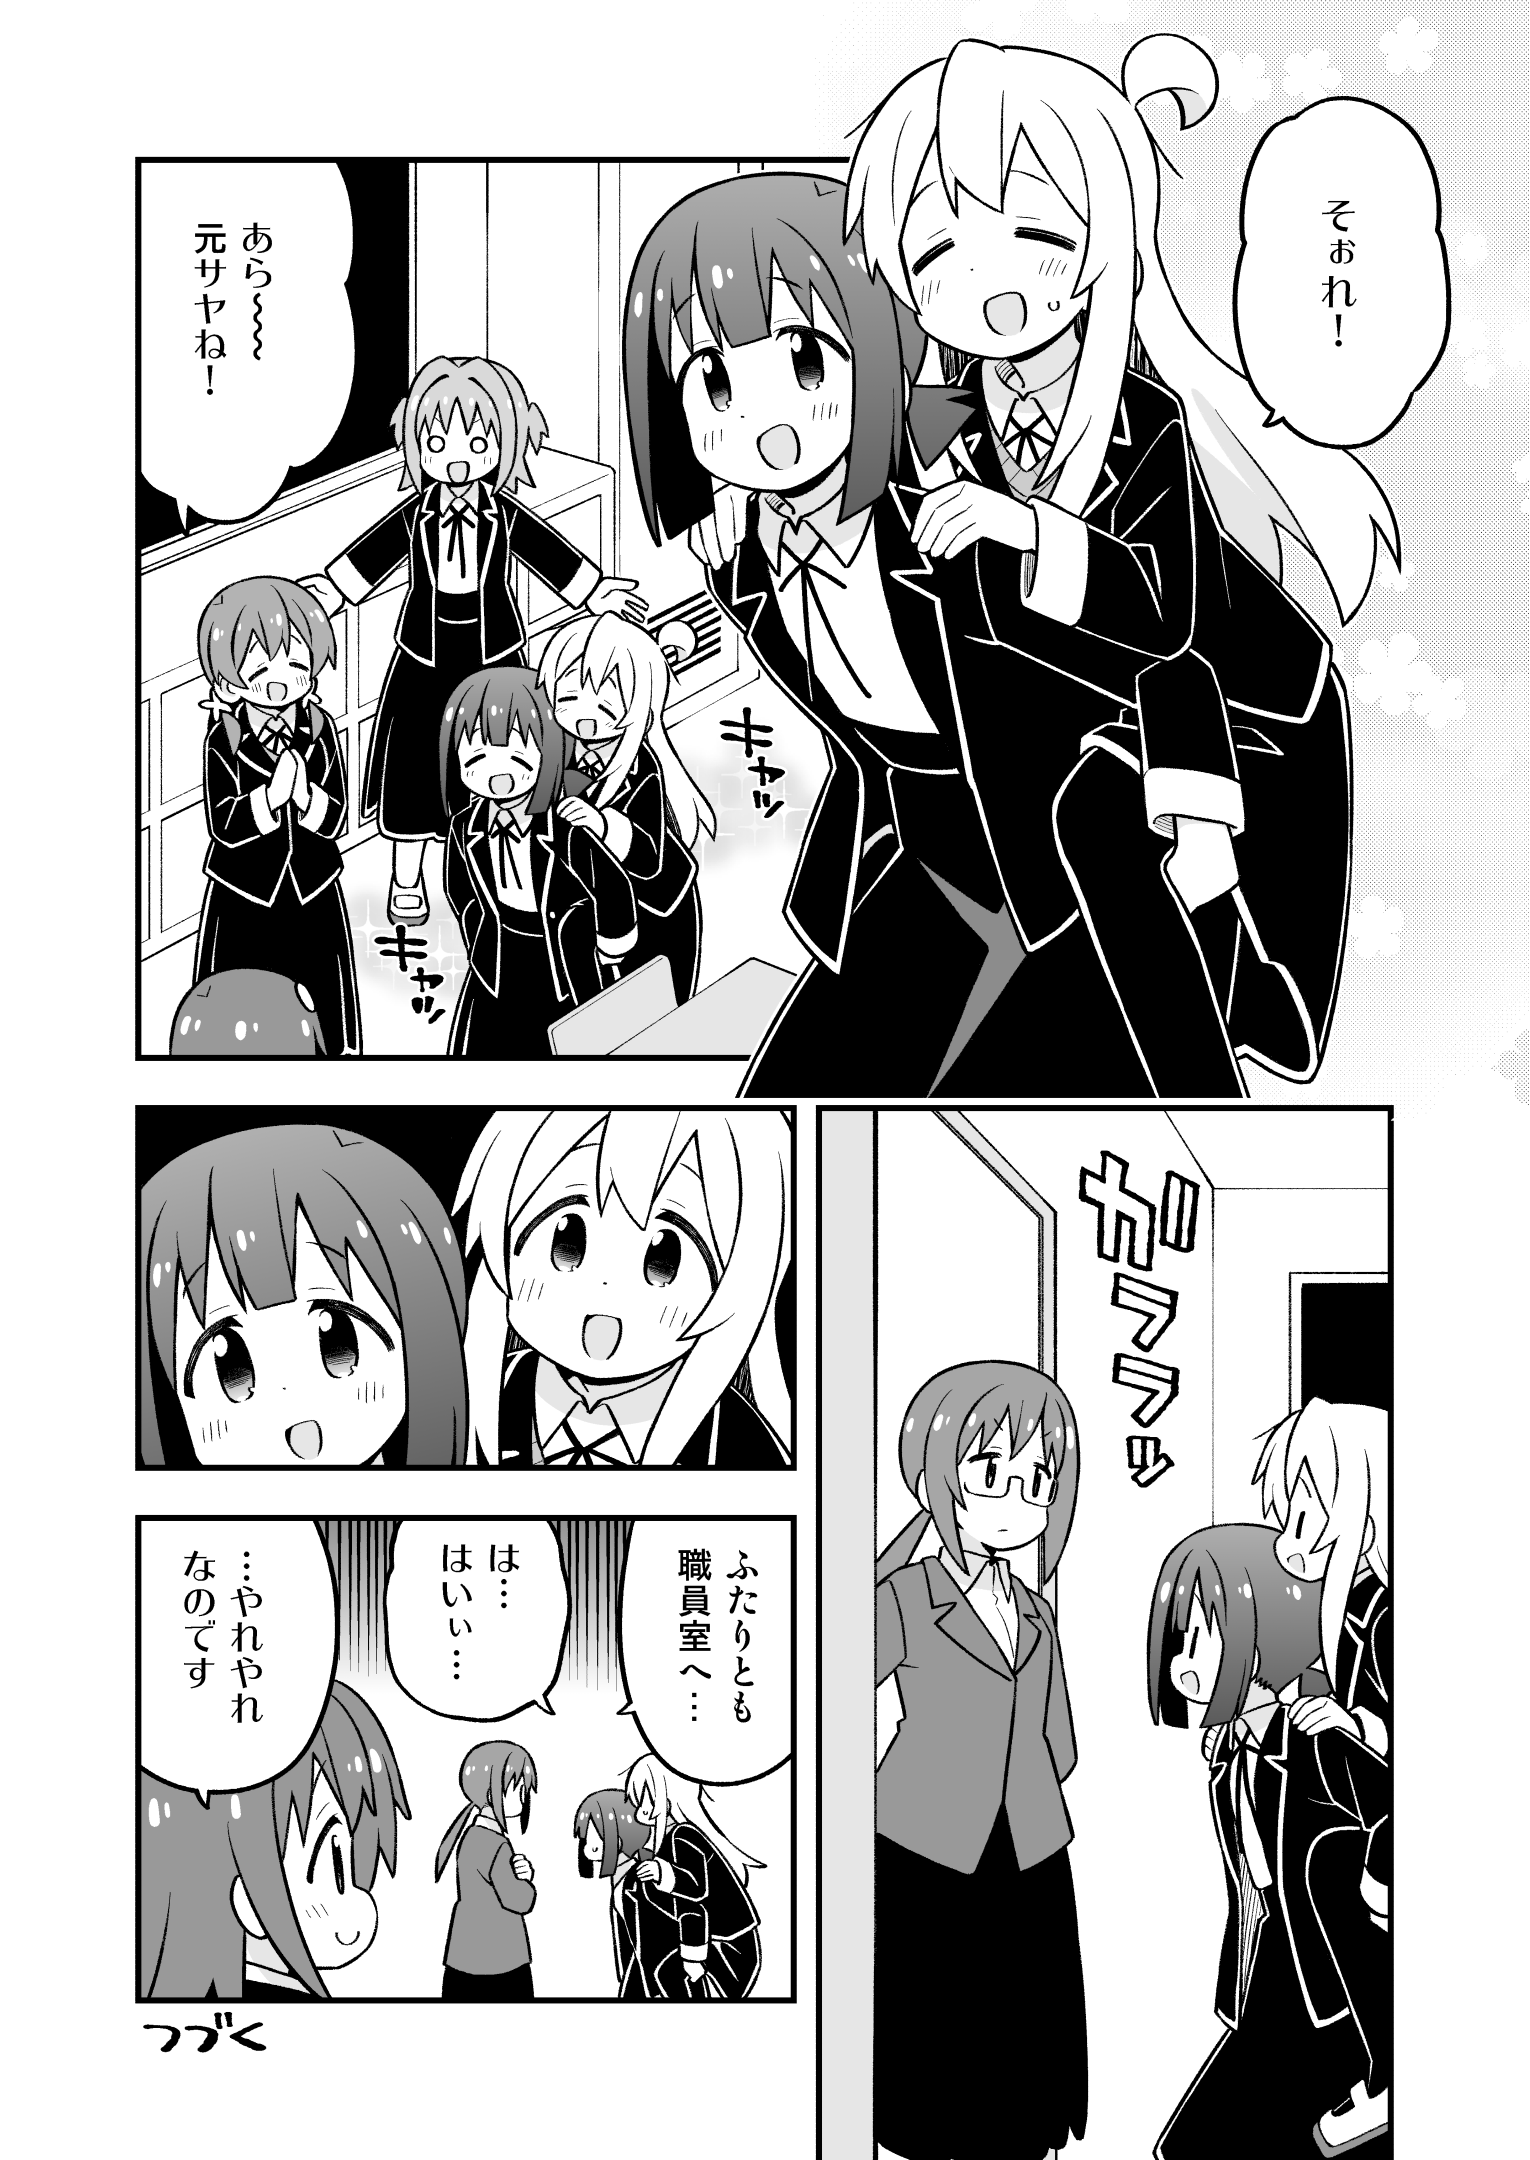 そぉれ！
あら〜〜〜
元サヤね！
キャッ
キャッ
ガララッ
ふたりとも
職員室へ…
は…
はいぃ…
…やれやれ
なのです
つづく